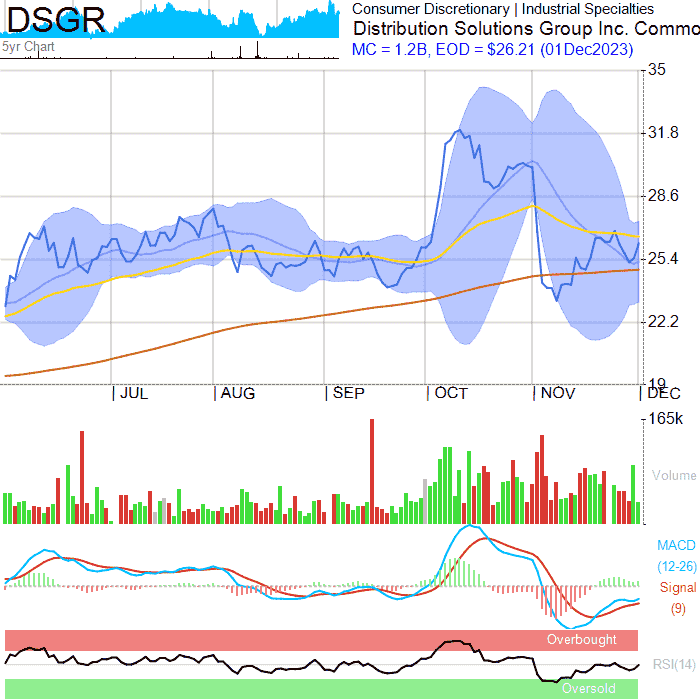 DSGR
5yr Chart
Consumer Discretionary | Industrial Specialties
Distribution Solutions Group Inc. Commo
MC = 1.2B, EOD = $26.21 (01Dec2023)
35
31.8
28.6
25.4
22.2
19
| JUL
| AUG
| SEP
| OCT
| NOV
| DEC
165k
Volume
MACD
(12-26)
Signal
(9)
Overbought
RSI(14)
Oversold